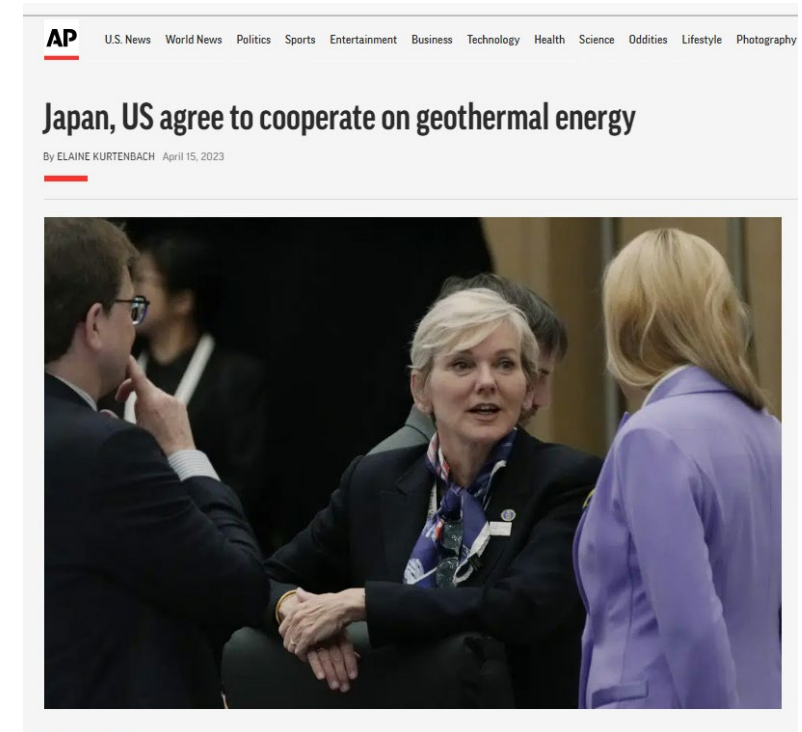 AP
U.S. News World News Politics Sports Entertainment Business Technology Health Science Oddities Lifestyle Photography
Japan, US agree to cooperate on geothermal energy
By ELAINE KURTENBACH April 15, 2023